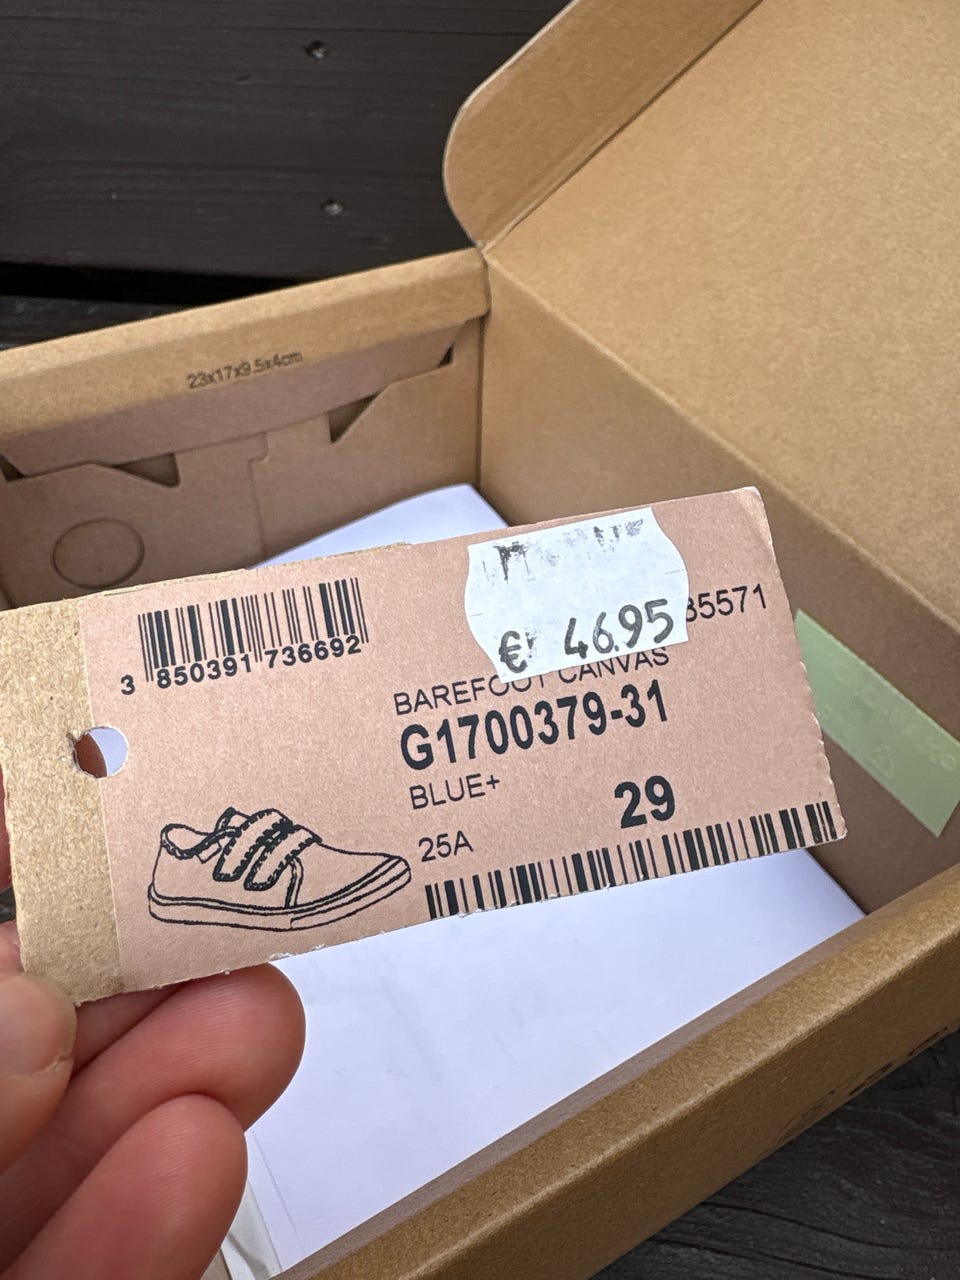 23x17x9.5x4cm
€ 46.95
35571
3 850391 736692
BAREFOOT CANVAS
G1700379-31
BLUE+
29
25A